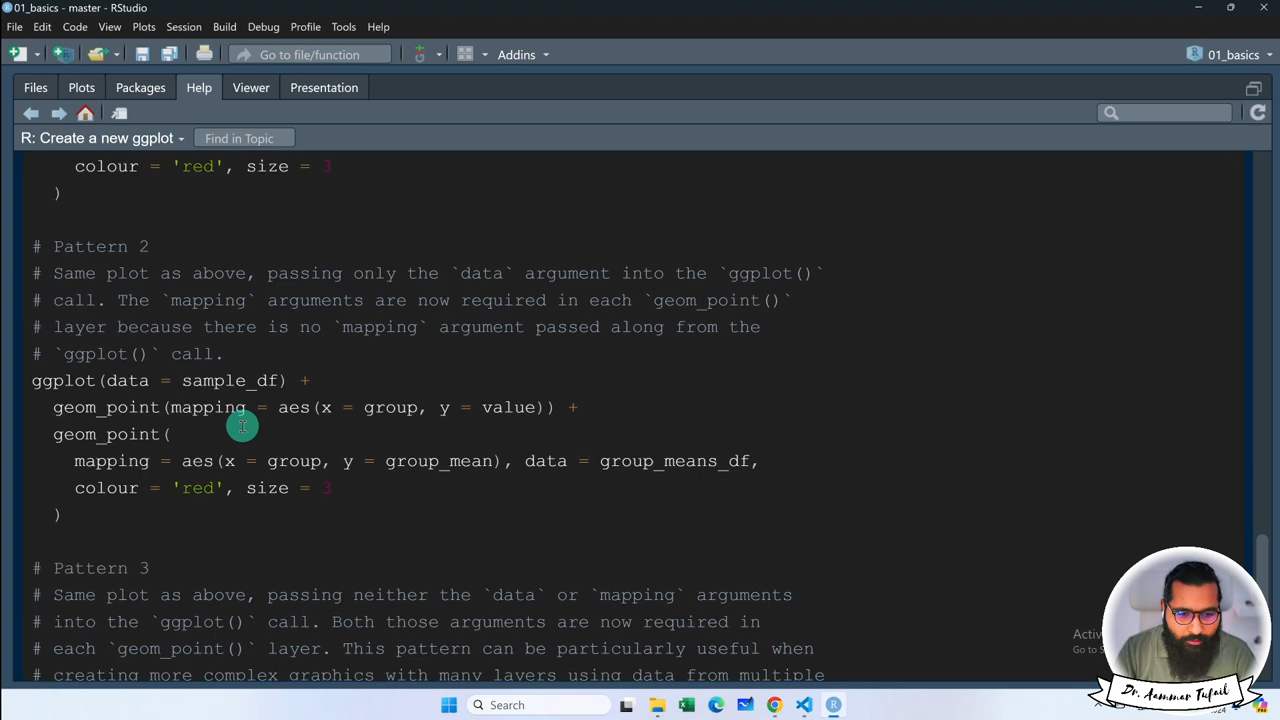 01_basics - master - RStudio
File Edit Code View Plots Session Build Debug Profile Tools Help
Go to file/function Addins 01_basics
Files Plots Packages Help Viewer Presentation
R: Create a new ggplot Find in Topic
colour = 'red', size = 3
)
# Pattern 2
# Same plot as above, passing only the `data` argument into the `ggplot()`
# call. The `mapping` arguments are now required in each `geom_point()`
# layer because there is no `mapping` argument passed along from the
# `ggplot()` call.
ggplot(data = sample_df) +
geom_point(mapping = aes(x = group, y = value)) +
geom_point(
mapping = aes(x = group, y = group_mean), data = group_means_df,
colour = 'red', size = 3
)
# Pattern 3
# Same plot as above, passing neither the `data` or `mapping` arguments
# into the `ggplot()` call. Both those arguments are now required in
# each `geom_point()` layer. This pattern can be particularly useful when
# creating more complex graphics with many layers using data from multiple
Dr. Aammar Tufail
Search